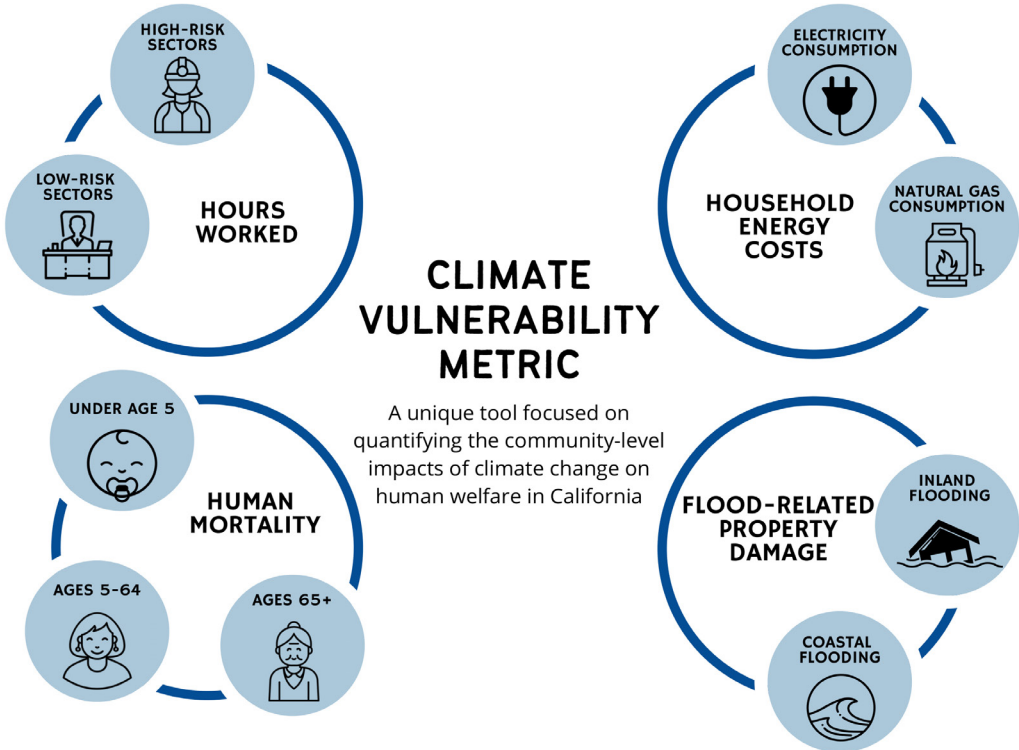 HIGH-RISK
SECTORS
LOW-RISK
SECTORS
HOURS
WORKED
ELECTRICITY
CONSUMPTION
NATURAL GAS
CONSUMPTION
HOUSEHOLD
ENERGY
COSTS
CLIMATE
VULNERABILITY
METRIC
A unique tool focused on
quantifying the community-level
impacts of climate change on
human welfare in California
UNDER AGE 5
HUMAN
MORTALITY
AGES 5-64
AGES 65+
INLAND
FLOODING
FLOOD-RELATED
PROPERTY
DAMAGE
COASTAL
FLOODING